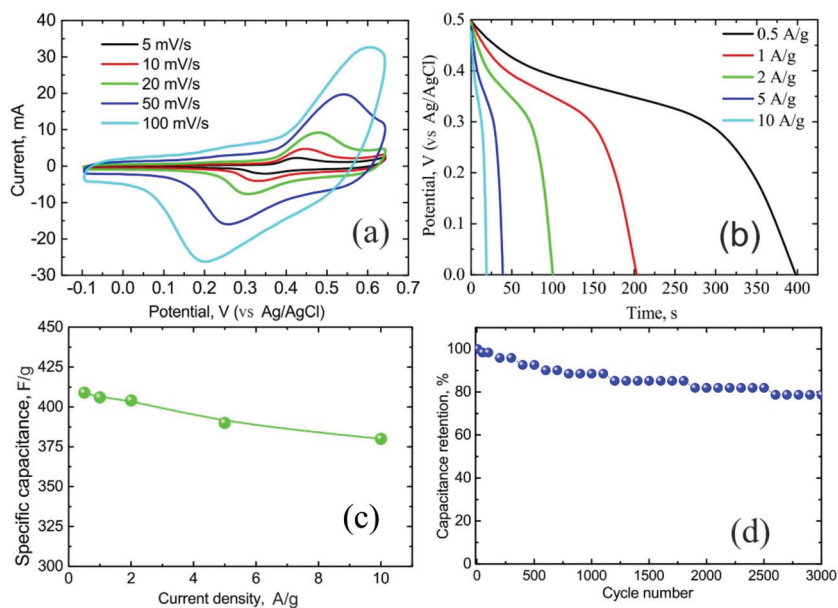 (a)
5 mV/s
10 mV/s
20 mV/s
50 mV/s
100 mV/s
Current, mA
40
30
20
10
0
-10
-20
-30
-0.1 0.0 0.1 0.2 0.3 0.4 0.5 0.6 0.7
Potential, V (vs Ag/AgCl)
(b)
0.5 A/g
1 A/g
2 A/g
5 A/g
10 A/g
Potential, V (vs Ag/AgCl)
0.5
0.4
0.3
0.2
0.1
0.0
0 50 100 150 200 250 300 350 400
Time, s
(c)
Specific capacitance, F/g
450
425
400
375
350
325
300
0 2 4 6 8 10
Current density, A/g
(d)
Capacitance retention, %
100
80
60
40
20
0
0 500 1000 1500 2000 2500 3000
Cycle number